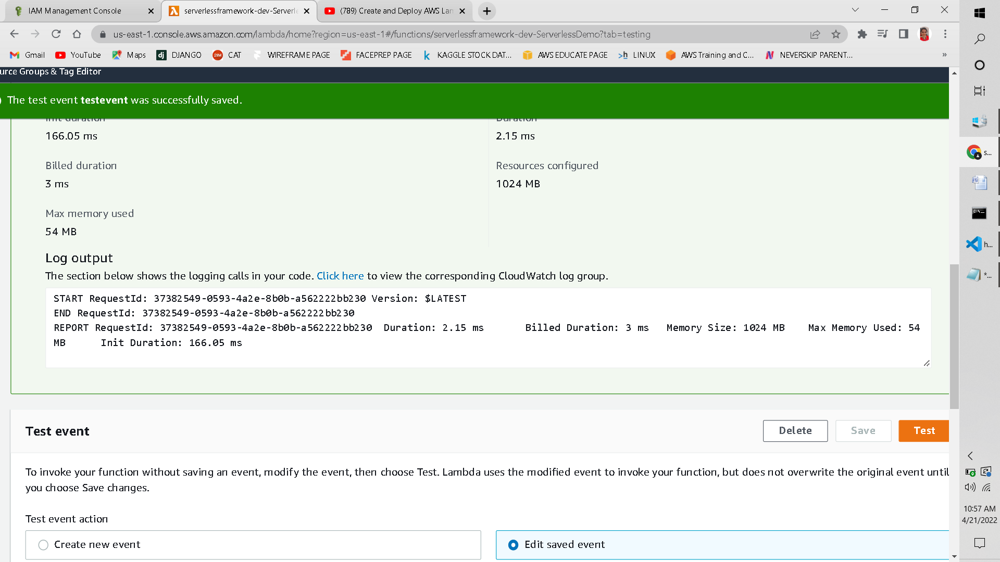 IAM Management Console
serverlessframework-dev-Serverle
(789) Create and Deploy AWS Lan
us-east-1.console.aws.amazon.com/lambda/home?region=us-east-1#/functions/serverlessframework-dev-ServerlessDemo?tab=testing
Gmail YouTube Maps dj DJANGO 2IIM CAT WIREFRAME PAGE FACEPREP PAGE k KAGGLE STOCK DAT... AWS EDUCATE PAGE >h LINUX AWS Training and C... N NEVERSKIP PARENT... »
urce Groups & Tag Editor
The test event testevent was successfully saved.
Init duration
Duration
166.05 ms
2.15 ms
Billed duration
Resources configured
3 ms
1024 MB
Max memory used
54 MB
Log output
The section below shows the logging calls in your code. Click here to view the corresponding CloudWatch log group.
START RequestId: 37382549-0593-4a2e-8b0b-a562222bb230 Version: $LATEST
END RequestId: 37382549-0593-4a2e-8b0b-a562222bb230
REPORT RequestId: 37382549-0593-4a2e-8b0b-a562222bb230 Duration: 2.15 ms Billed Duration: 3 ms Memory Size: 1024 MB Max Memory Used: 54
MB Init Duration: 166.05 ms
Test event
Delete
Save
Test
To invoke your function without saving an event, modify the event, then choose Test. Lambda uses the modified event to invoke your function, but does not overwrite the original event until
you choose Save changes.
Test event action
Create new event
Edit saved event
s...
C:\_
h...
*...
10:57 AM
4/21/2022